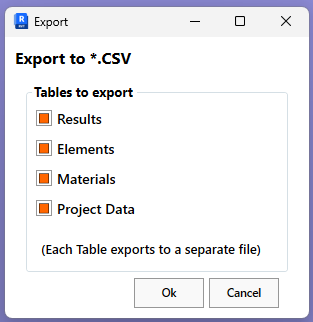 Export
Export to *.CSV
Tables to export
Results
Elements
Materials
Project Data
(Each Table exports to a separate file)
Ok
Cancel